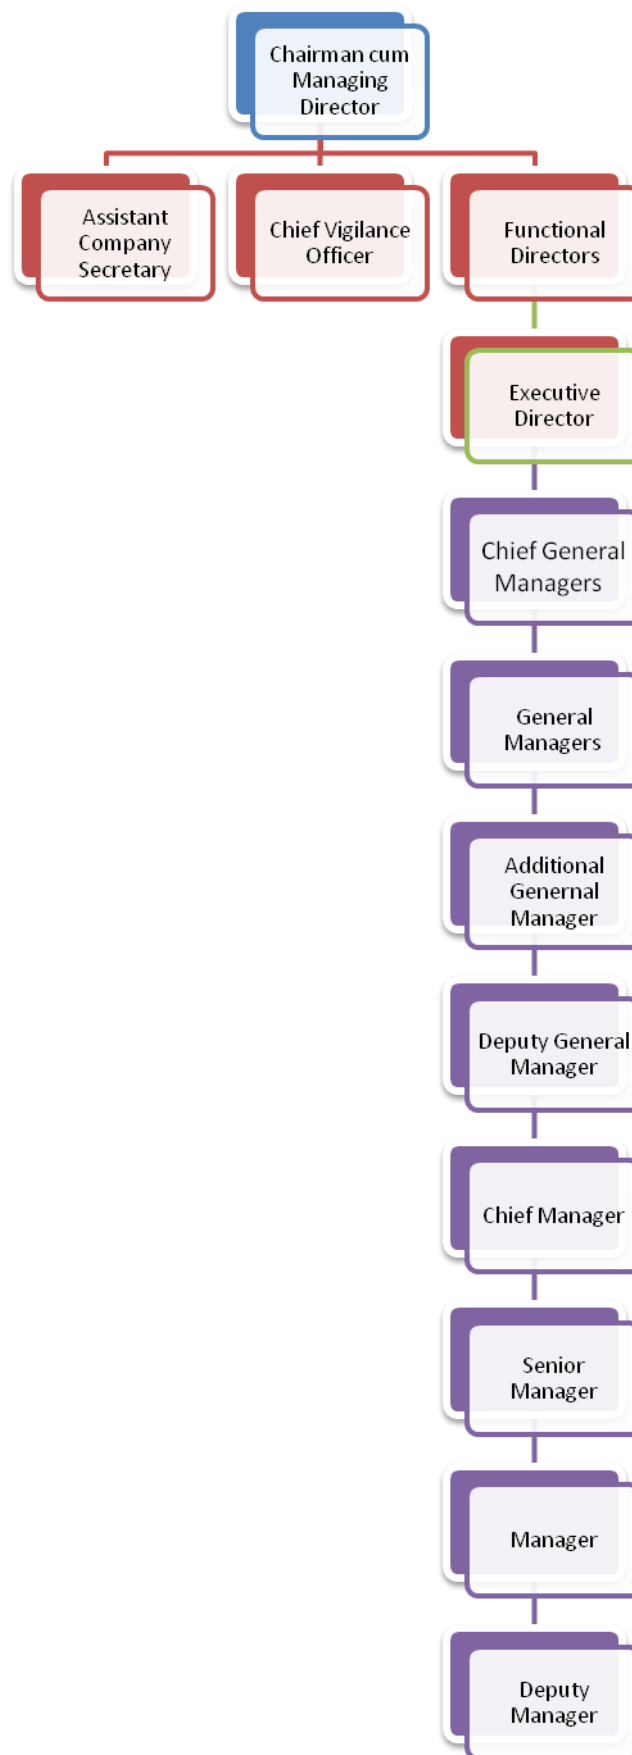 Chairman cum
Managing
Director
Assistant
Company
Secretary
Chief Vigilance
Officer
Functional
Directors
Executive
Director
Chief General
Managers
General
Managers
Additional
Genernal
Manager
Deputy General
Manager
Chief Manager
Senior
Manager
Manager
Deputy
Manager